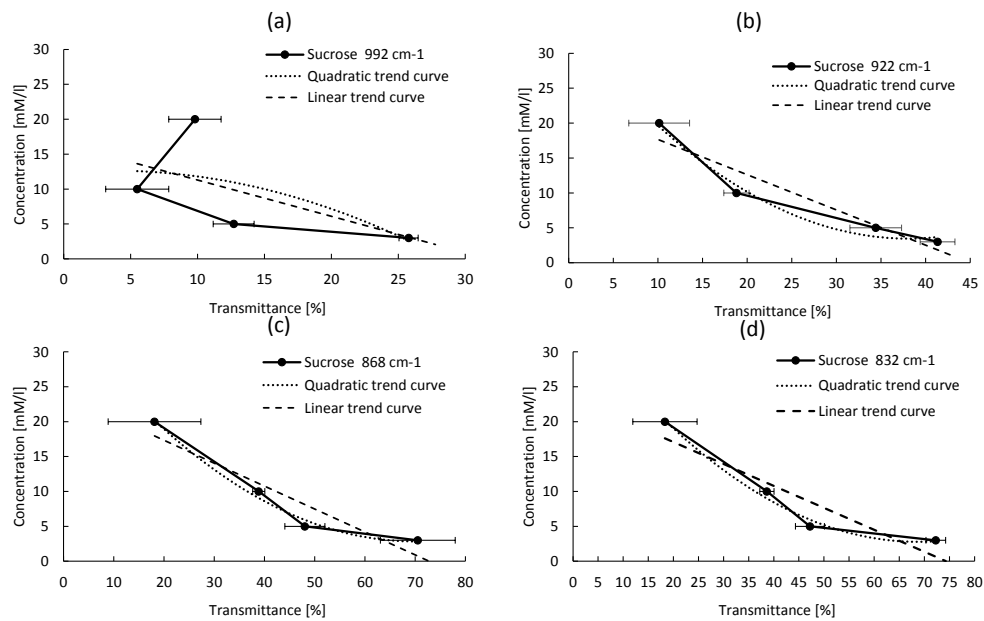 (a)
Sucrose 992 cm-1
Quadratic trend curve
Linear trend curve
Concentration [mM/l]
30
25
20
15
10
5
0
0 5 10 15 20 25 30
Transmittance [%]
(b)
Sucrose 922 cm-1
Quadratic trend curve
Linear trend curve
Concentration [mM/l]
30
25
20
15
10
5
0
0 5 10 15 20 25 30 35 40 45
Transmittance [%]
(c)
Sucrose 868 cm-1
Quadratic trend curve
Linear trend curve
Concentration [mM/l]
30
25
20
15
10
5
0
0 10 20 30 40 50 60 70 80
Transmittance [%]
(d)
Sucrose 832 cm-1
Quadratic trend curve
Linear trend curve
Concentration [mM/l]
30
25
20
15
10
5
0
0 5 10 15 20 25 30 35 40 45 50 55 60 65 70 75 80
Transmittance [%]